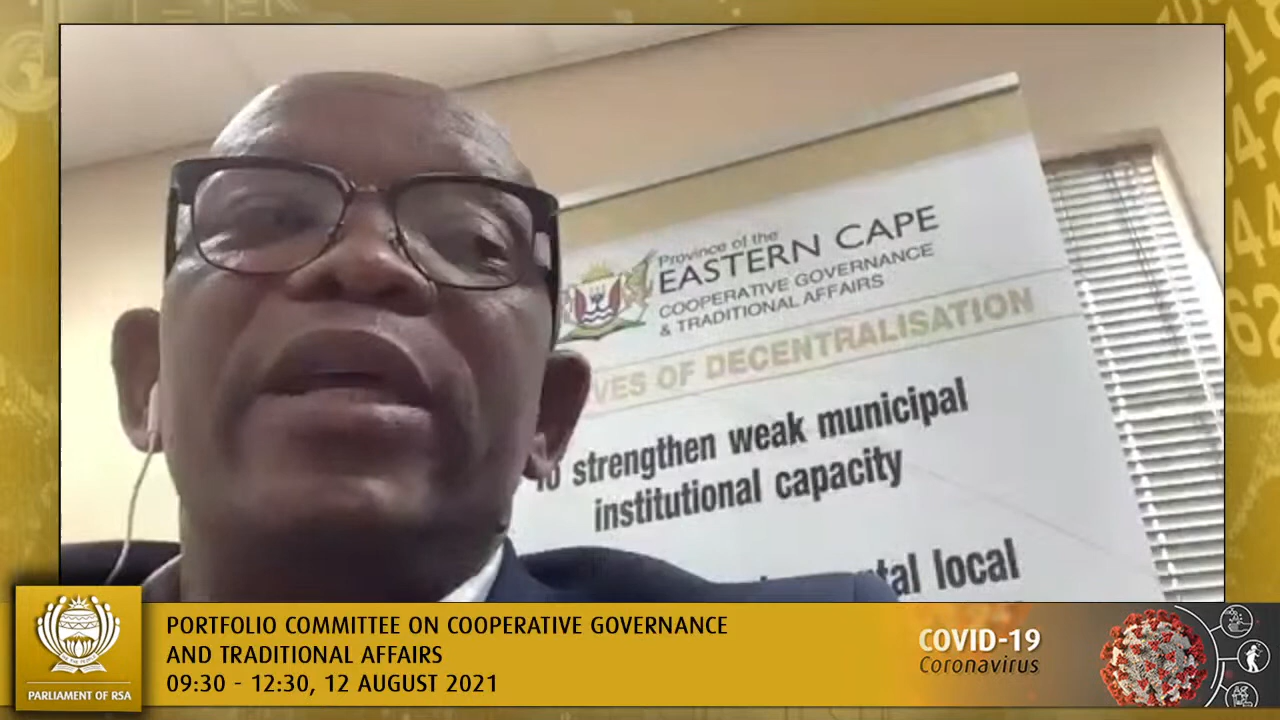 Province of the
EASTERN CAPE
COOPERATIVE GOVERNANCE
& TRADITIONAL AFFAIRS
OF DECENTRALISATION
strengthen weak municipal
institutional capacity
local
PORTFOLIO COMMITTEE ON COOPERATIVE GOVERNANCE
AND TRADITIONAL AFFAIRS
09:30 - 12:30, 12 AUGUST 2021
PARLIAMENT OF RSA
COVID-19
Coronavirus